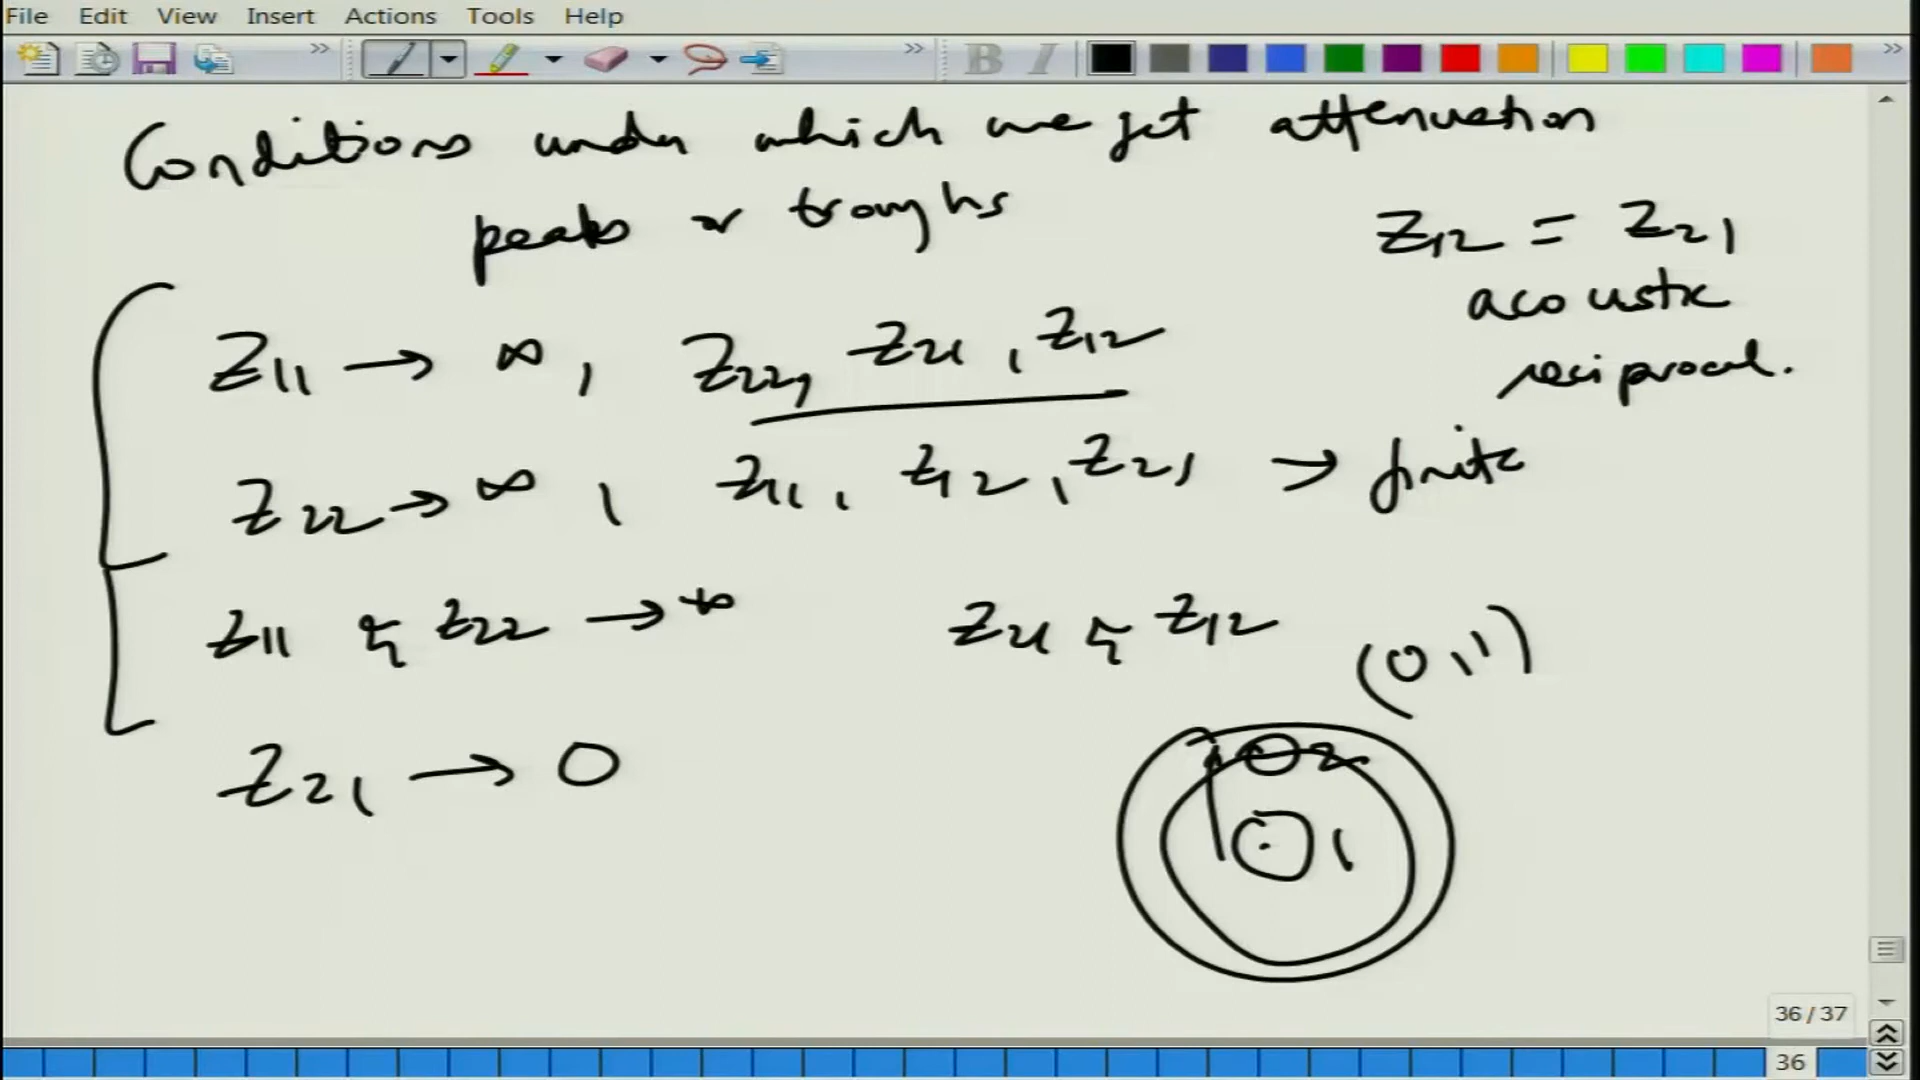 File Edit View Insert Actions Tools Help
B I
Conditions under which we get attenuation
peaks or troughs
Z12 = Z21
acoustic
reciprocal.
Z11 → ∞, Z22, Z21, Z12
Z22 → ∞, Z11, Z12, Z21 → finite
Z11 & Z22 → ∞ Z21 & Z12
(0,1)
Z21 → 0
2
1
36 / 37
36